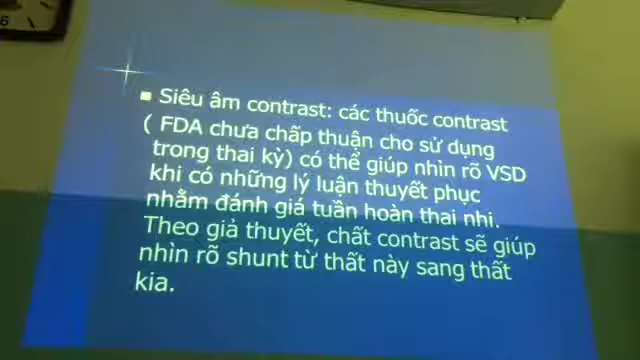 6
▪ Siêu âm contrast: các thuốc contrast
( FDA chưa chấp thuận cho sử dụng
trong thai kỳ) có thể giúp nhìn rõ VSD
khi có những lý luận thuyết phục
nhằm đánh giá tuần hoàn thai nhi.
Theo giả thuyết, chất contrast sẽ giúp
nhìn rõ shunt từ thất này sang thất
kia.